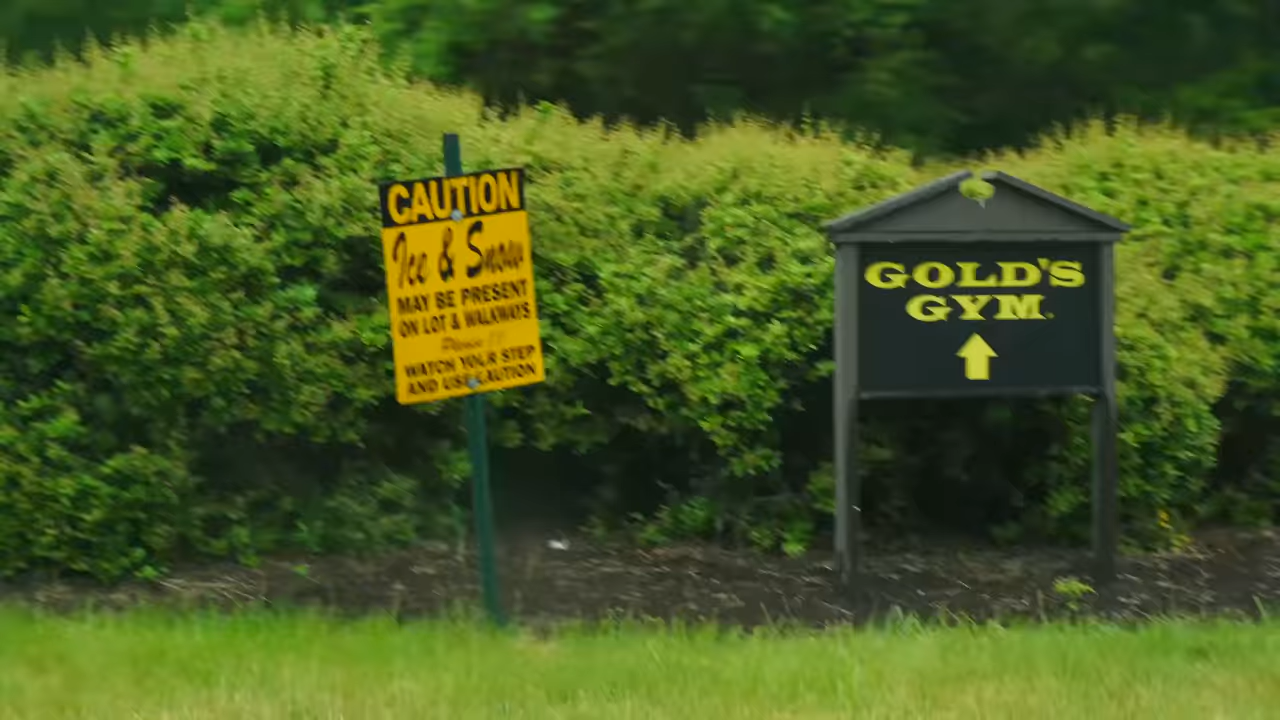 CAUTION
Ice & Snow
MAY BE PRESENT
ON LOT & WALKWAYS
Please !!
WATCH YOUR STEP
AND USE CAUTION
GOLD'S
GYM.